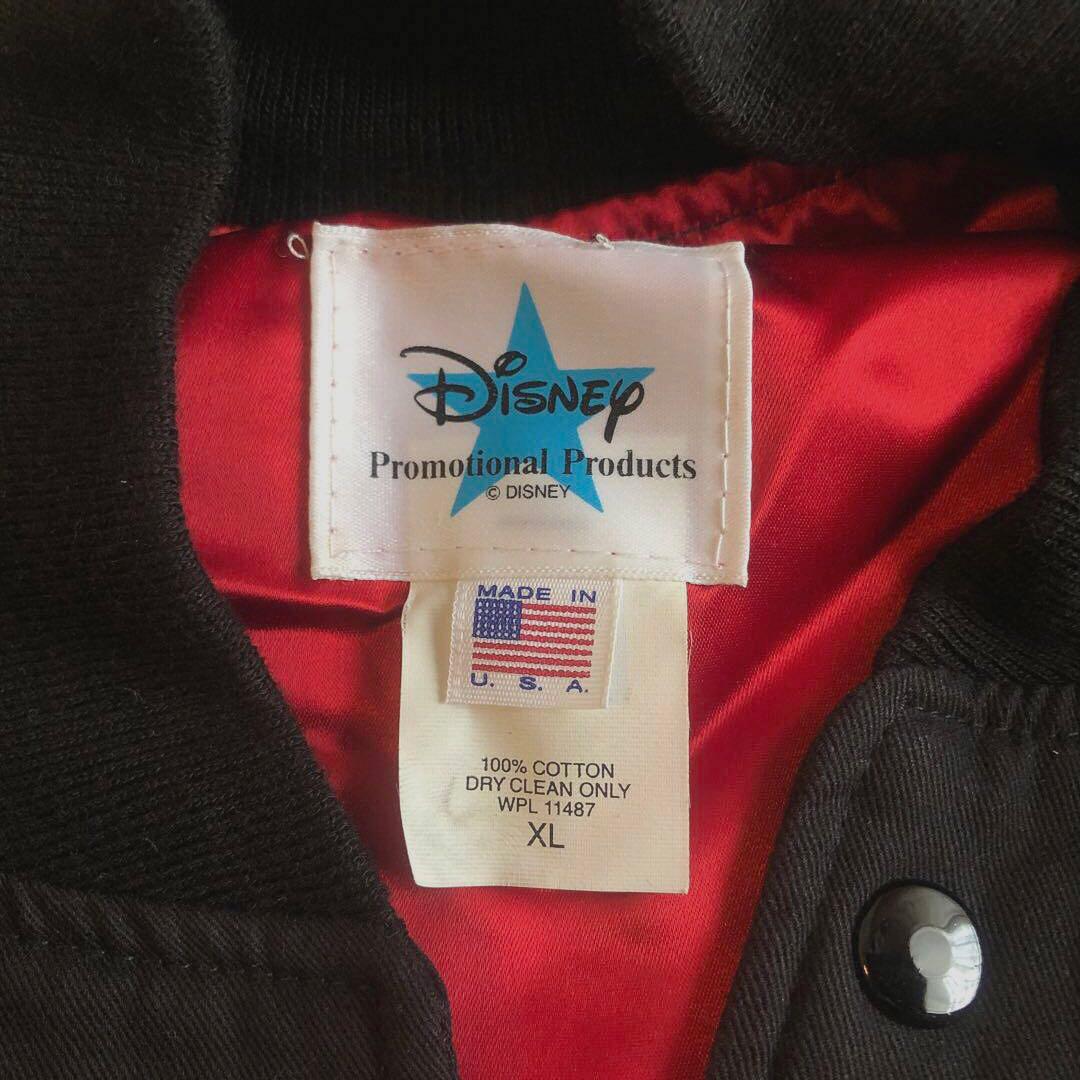 Disney
Promotional Products
© DISNEY
MADE IN
U. S. A.
100% COTTON
DRY CLEAN ONLY
WPL 11487
XL